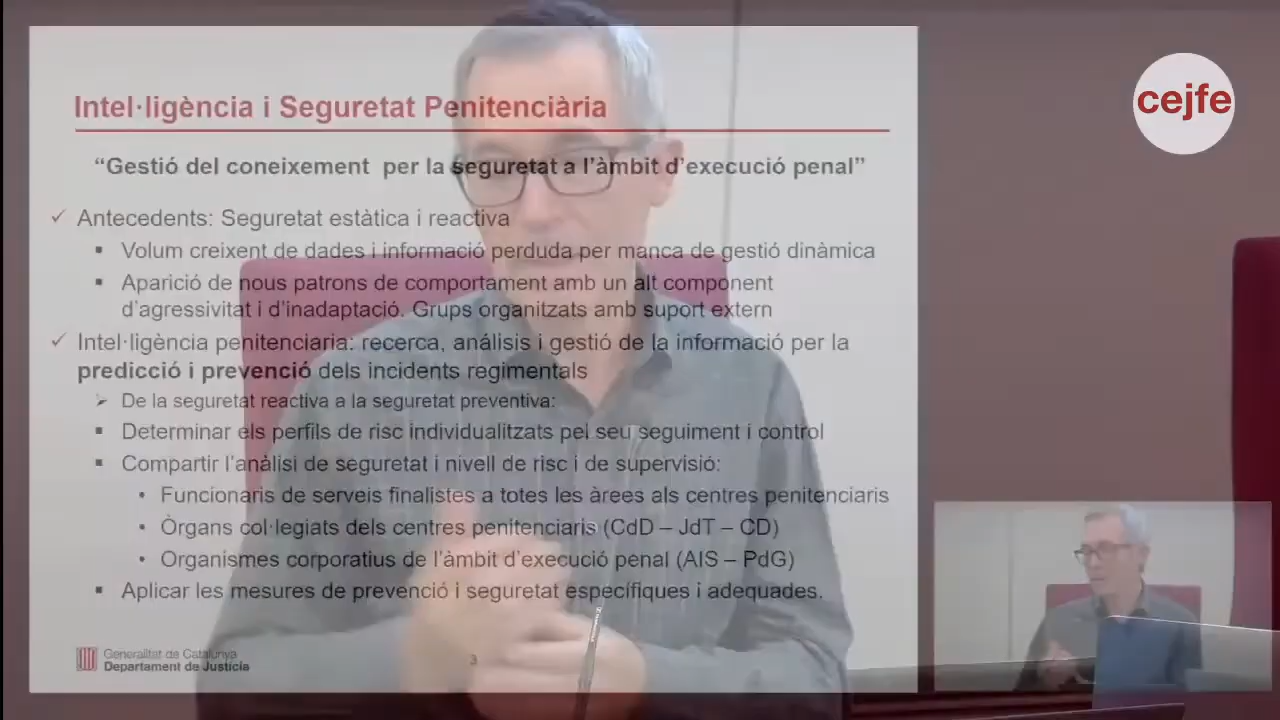 cejfe
Intel·ligència i Seguretat Penitenciària
“Gestió del coneixement per la seguretat a l’àmbit d’execució penal”
✓ Antecedents: Seguretat estàtica i reactiva
▪ Volum creixent de dades i informació perduda per manca de gestió dinàmica
▪ Aparició de nous patrons de comportament amb un alt component
d’agressivitat i d’inadaptació. Grups organitzats amb suport extern
✓ Intel·ligència penitenciaria: recerca, anàlisis i gestió de la informació per la
predicció i prevenció dels incidents regimentals
➢ De la seguretat reactiva a la seguretat preventiva:
▪ Determinar els perfils de risc individualitzats pel seu seguiment i control
▪ Compartir l’anàlisi de seguretat i nivell de risc i de supervisió:
• Funcionaris de serveis finalistes a totes les àrees als centres penitenciaris
• Òrgans col·legiats dels centres penitenciaris (CdD – JdT – CD)
• Organismes corporatius de l’àmbit d’execució penal (AIS – PdG)
▪ Aplicar les mesures de prevenció i seguretat específiques i adequades.
Generalitat de Catalunya
Departament de Justícia
3